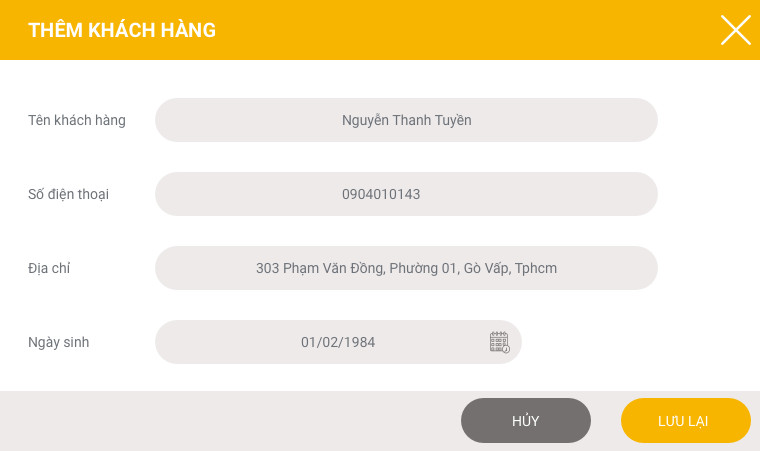 THÊM KHÁCH HÀNG
Tên khách hàng Nguyễn Thanh Tuyền
Số điện thoại 0904010143
Địa chỉ 303 Phạm Văn Đồng, Phường 01, Gò Vấp, Tphcm
Ngày sinh 01/02/1984
HỦY LƯU LẠI